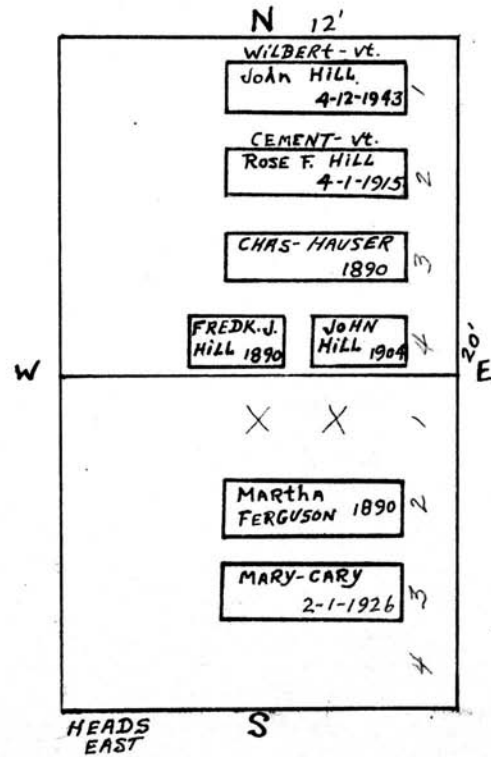 N 12'
WILBERT-vt.
John HILL
4-12-1943
1
CEMENT-vt.
ROSE F. HILL
4-1-1915
2
CHAS-HAUSER
1890
3
FREDK. J.
HILL 1890
JOHN
HILL 1904
4
20'
W
E
X X
1
MARthA
FERGUSON 1890
2
MARY-CARY
2-1-1926
3
4
HEADS
EAST
S